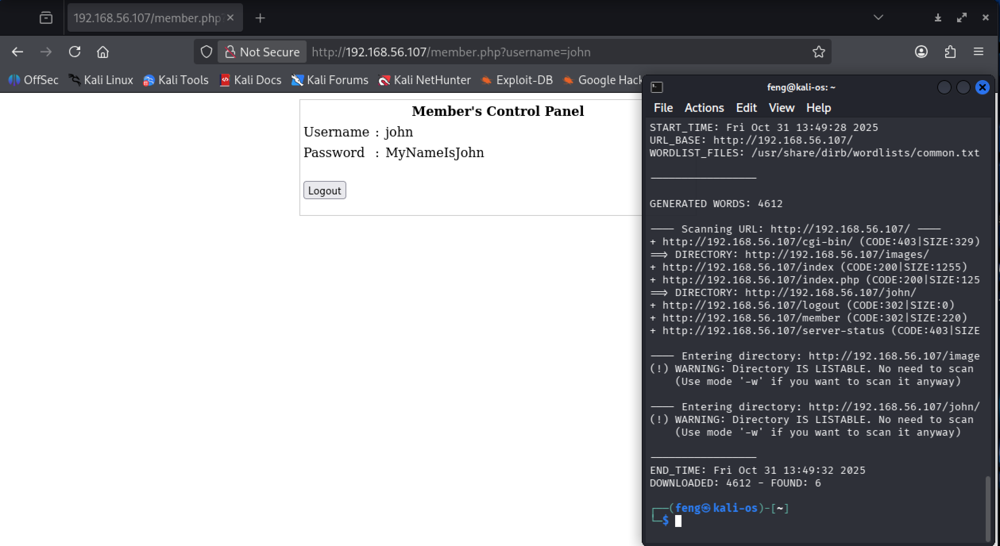 192.168.56.107/member.php?
Not Secure http://192.168.56.107/member.php?username=john
OffSec Kali Linux Kali Tools Kali Docs Kali Forums Kali NetHunter Exploit-DB Google Hack
Member's Control Panel
Username : john
Password : MyNameIsJohn
Logout
feng@kali-os: ~
File Actions Edit View Help
START_TIME: Fri Oct 31 13:49:28 2025
URL_BASE: http://192.168.56.107/
WORDLIST_FILES: /usr/share/dirb/wordlists/common.txt
GENERATED WORDS: 4612
---- Scanning URL: http://192.168.56.107/ ----
+ http://192.168.56.107/cgi-bin/ (CODE:403|SIZE:329)
==> DIRECTORY: http://192.168.56.107/images/
+ http://192.168.56.107/index (CODE:200|SIZE:1255)
+ http://192.168.56.107/index.php (CODE:200|SIZE:125
==> DIRECTORY: http://192.168.56.107/john/
+ http://192.168.56.107/logout (CODE:302|SIZE:0)
+ http://192.168.56.107/member (CODE:302|SIZE:220)
+ http://192.168.56.107/server-status (CODE:403|SIZE
---- Entering directory: http://192.168.56.107/image
(!) WARNING: Directory IS LISTABLE. No need to scan
(Use mode '-w' if you want to scan it anyway)
---- Entering directory: http://192.168.56.107/john/
(!) WARNING: Directory IS LISTABLE. No need to scan
(Use mode '-w' if you want to scan it anyway)
END_TIME: Fri Oct 31 13:49:32 2025
DOWNLOADED: 4612 - FOUND: 6
┌──(feng㉿kali-os)-[~]
└─$